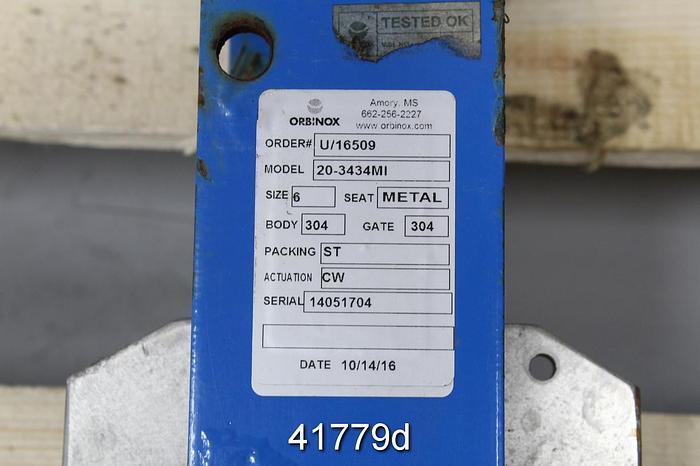 TESTED OK
ORBINOX
Amory, MS
662-256-2227
www.orbinox.com
ORDER# U/16509
MODEL 20-3434MI
SIZE 6 SEAT METAL
BODY 304 GATE 304
PACKING ST
ACTUATION CW
SERIAL 14051704
DATE 10/14/16
41779d